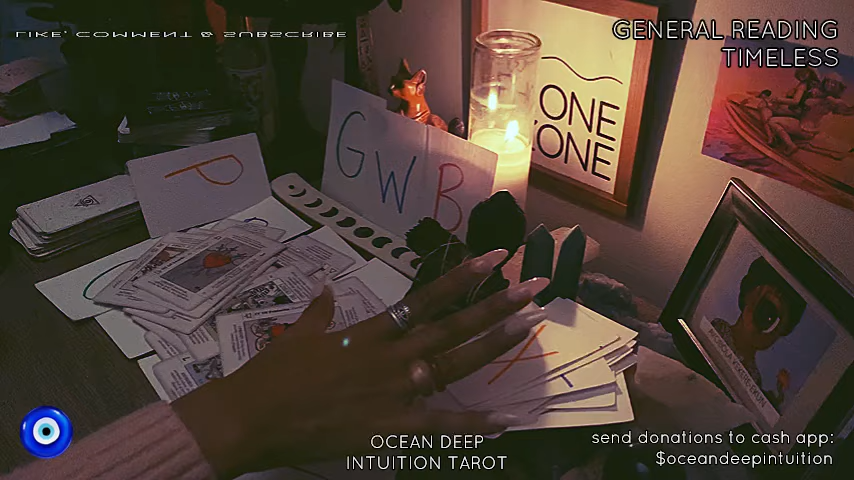 LIKE, COMMENT & SUBSCRIBE
GENERAL READING
TIMELESS
ONE
ONE
P
G W B
X
OCEAN DEEP
INTUITION TAROT
send donations to cash app:
$oceandeepintuition